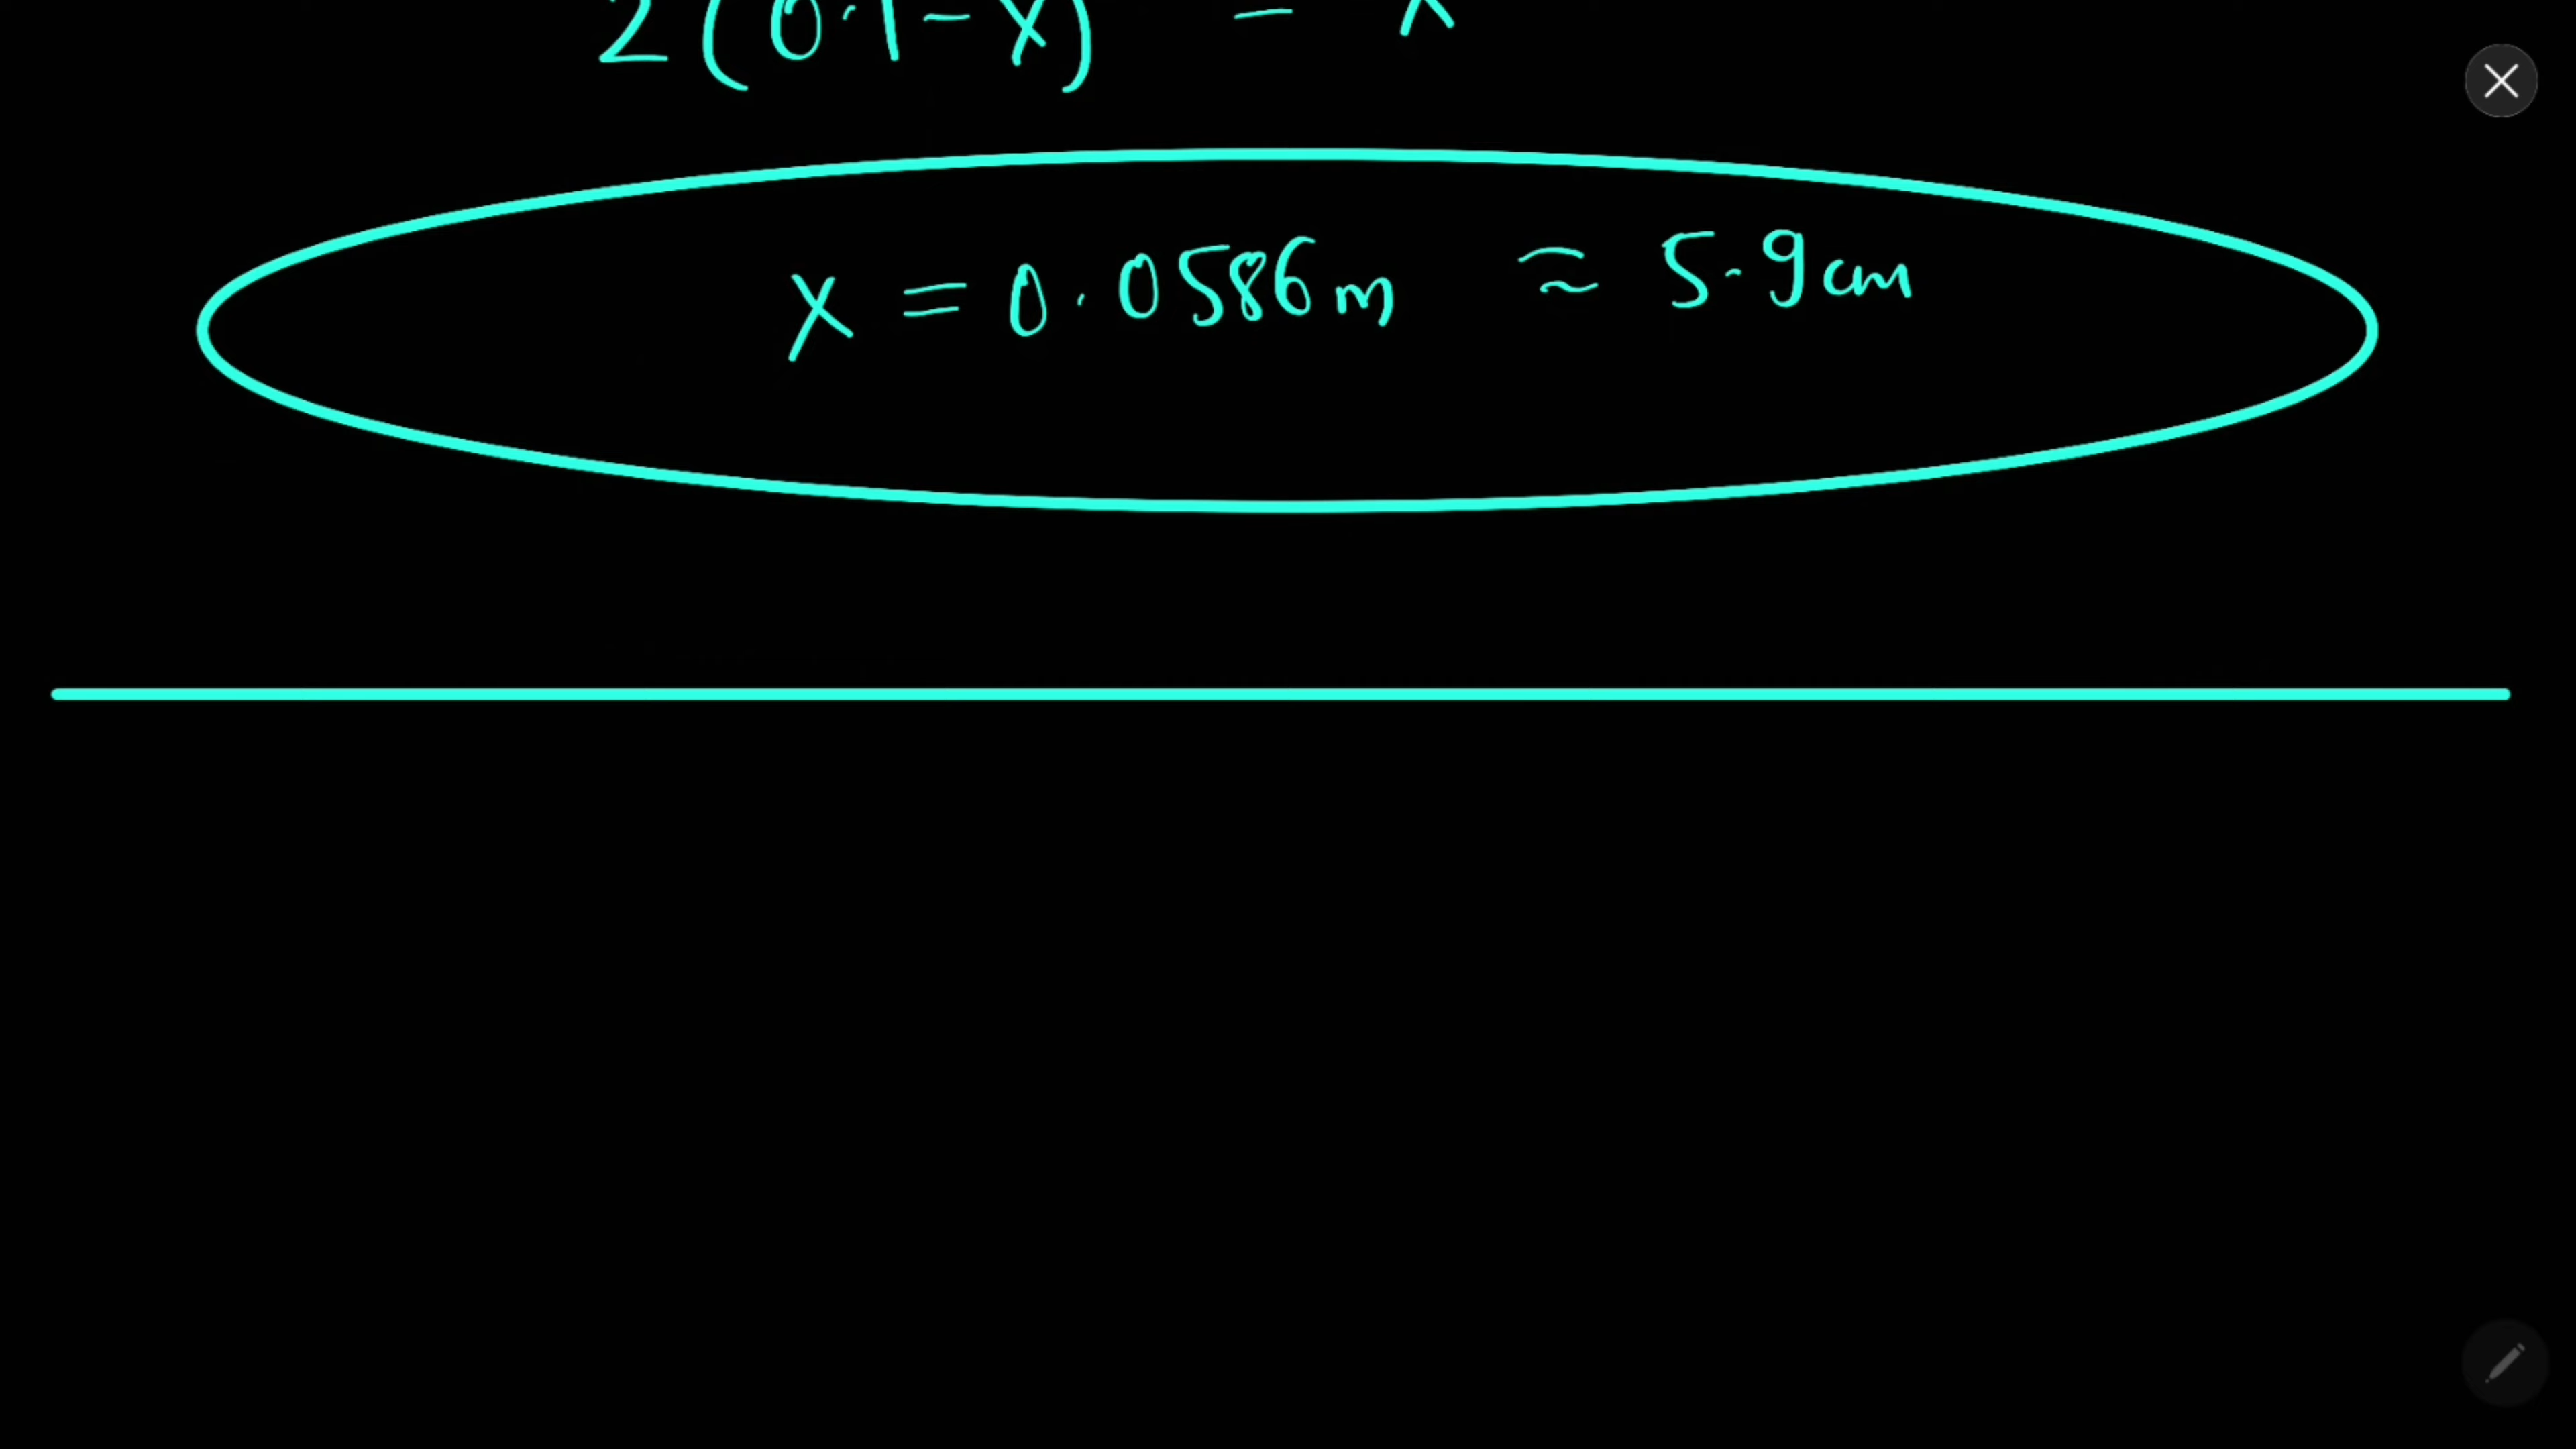 2(0.1-x) = x
x = 0.0586m ≈ 5.9cm